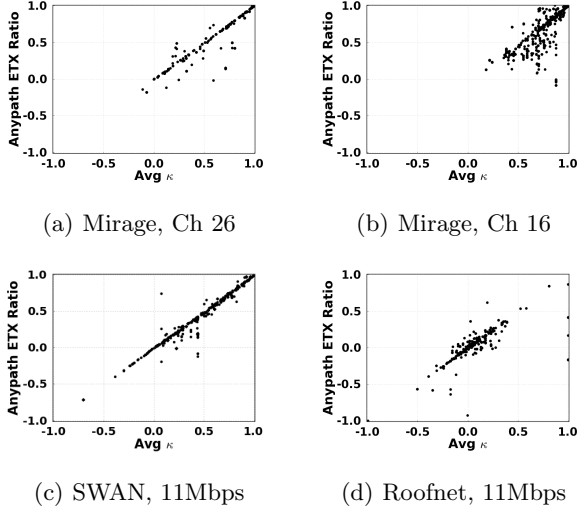 1.0
0.5
0.0
-0.5
-1.0
Anypath ETX Ratio
-1.0 -0.5 0.0 0.5 1.0
Avg κ
(a) Mirage, Ch 26
1.0
0.5
0.0
-0.5
-1.0
Anypath ETX Ratio
-1.0 -0.5 0.0 0.5 1.0
Avg κ
(b) Mirage, Ch 16
1.0
0.5
0.0
-0.5
-1.0
Anypath ETX Ratio
-1.0 -0.5 0.0 0.5 1.0
Avg κ
(c) SWAN, 11Mbps
1.0
0.5
0.0
-0.5
-1.0
Anypath ETX Ratio
-1.0 -0.5 0.0 0.5 1.0
Avg κ
(d) Roofnet, 11Mbps